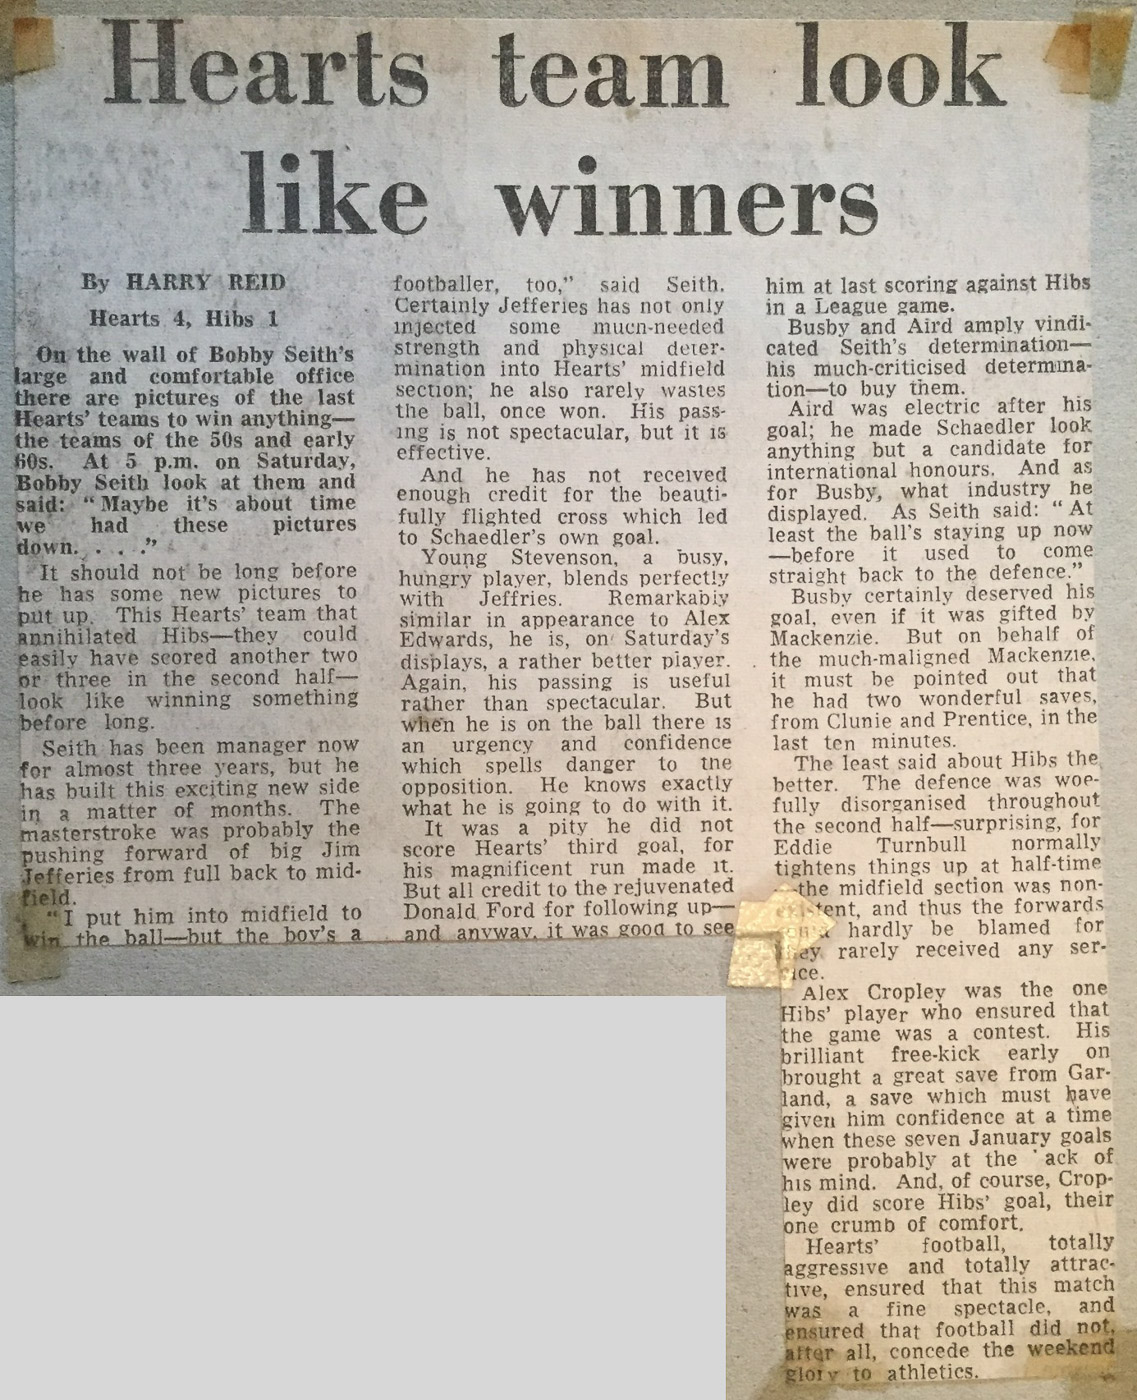 Hearts team look
like winners
By HARRY REID
Hearts 4, Hibs 1
On the wall of Bobby Seith's
large and comfortable office
there are pictures of the last
Hearts' teams to win anything—
the teams of the 50s and early
60s. At 5 p.m. on Saturday,
Bobby Seith look at them and
said: "Maybe it's about time
we had these pictures
down. . . ."
It should not be long before
he has some new pictures to
put up. This Hearts' team that
annihilated Hibs—they could
easily have scored another two
or three in the second half—
look like winning something
before long.
Seith has been manager now
for almost three years, but he
has built this exciting new side
in a matter of months. The
masterstroke was probably the
pushing forward of big Jim
Jefferies from full back to mid-
field.
"I put him into midfield to
win the ball—but the boy's a
footballer, too," said Seith.
Certainly Jefferies has not only
injected some much-needed
strength and physical deter-
mination into Hearts' midfield
section; he also rarely wastes
the ball, once won. His pass-
ing is not spectacular, but it is
effective.
And he has not received
enough credit for the beauti-
fully flighted cross which led
to Schaedler's own goal.
Young Stevenson, a busy,
hungry player, blends perfectly
with Jeffries. Remarkably
similar in appearance to Alex
Edwards, he is, on Saturday's
displays, a rather better player.
Again, his passing is useful
rather than spectacular. But
when he is on the ball there is
an urgency and confidence
which spells danger to the
opposition. He knows exactly
what he is going to do with it.
It was a pity he did not
score Hearts' third goal, for
his magnificent run made it.
But all credit to the rejuvenated
Donald Ford for following up—
and anyway, it was good to see
him at last scoring against Hibs
in a League game.
Busby and Aird amply vindi-
cated Seith's determination—
his much-criticised determina-
tion—to buy them.
Aird was electric after his
goal; he made Schaedler look
anything but a candidate for
international honours. And as
for Busby, what industry he
displayed. As Seith said: "At
least the ball's staying up now
—before it used to come
straight back to the defence."
Busby certainly deserved his
goal, even if it was gifted by
Mackenzie. But on behalf of
the much-maligned Mackenzie,
it must be pointed out that
he had two wonderful saves,
from Clunie and Prentice, in the
last ten minutes.
The least said about Hibs the
better. The defence was woe-
fully disorganised throughout
the second half—surprising, for
Eddie Turnbull normally
tightens things up at half-time
—the midfield section was non-
existent, and thus the forwards
hardly be blamed for
they rarely received any ser-
vice.
Alex Cropley was the one
Hibs' player who ensured that
the game was a contest. His
brilliant free-kick early on
brought a great save from Gar-
land, a save which must have
given him confidence at a time
when these seven January goals
were probably at the back of
his mind. And, of course, Crop-
ley did score Hibs' goal, their
one crumb of comfort.
Hearts' football, totally
aggressive and totally attrac-
tive, ensured that this match
was a fine spectacle, and
ensured that football did not,
after all, concede the weekend
glory to athletics.